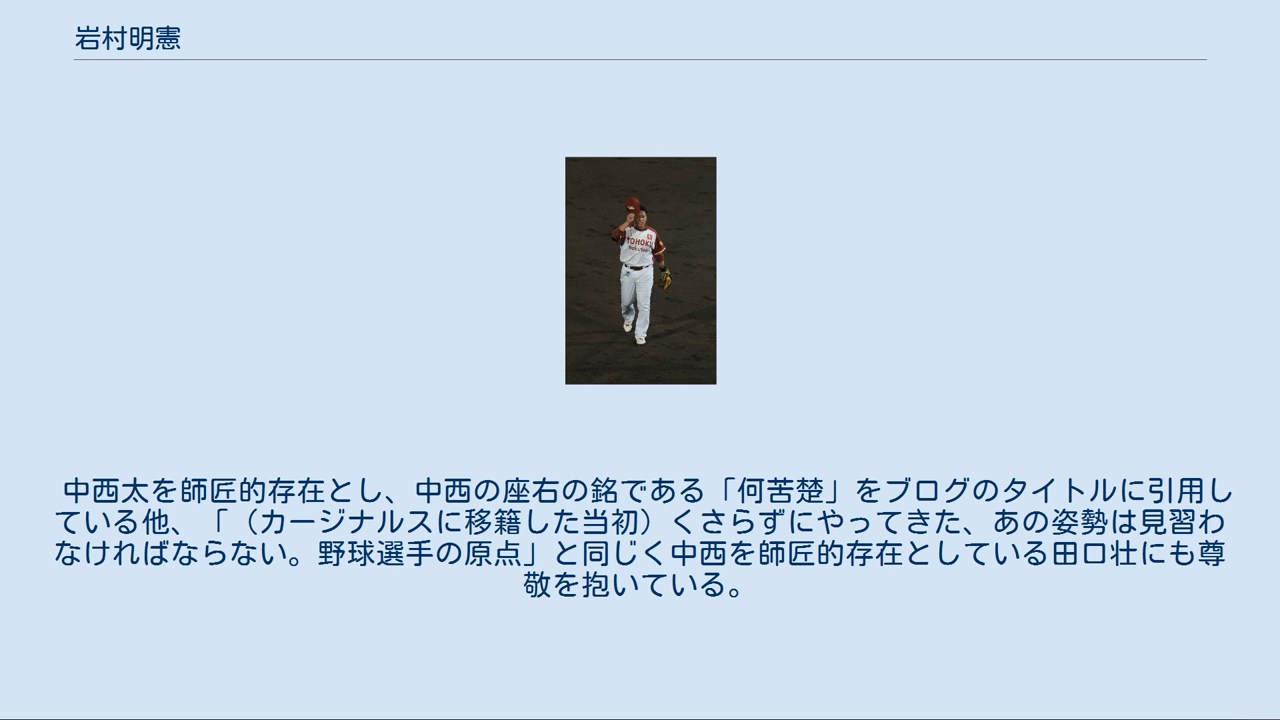 岩村明憲
TOHOKU
中西太を師匠的存在とし、中西の座右の銘である「何苦楚」をブログのタイトルに引用し
ている他、「（カージナルスに移籍した当初）くさらずにやってきた、あの姿勢は見習わ
なければならない。野球選手の原点」と同じく中西を師匠的存在としている田口壮にも尊
敬を抱いている。